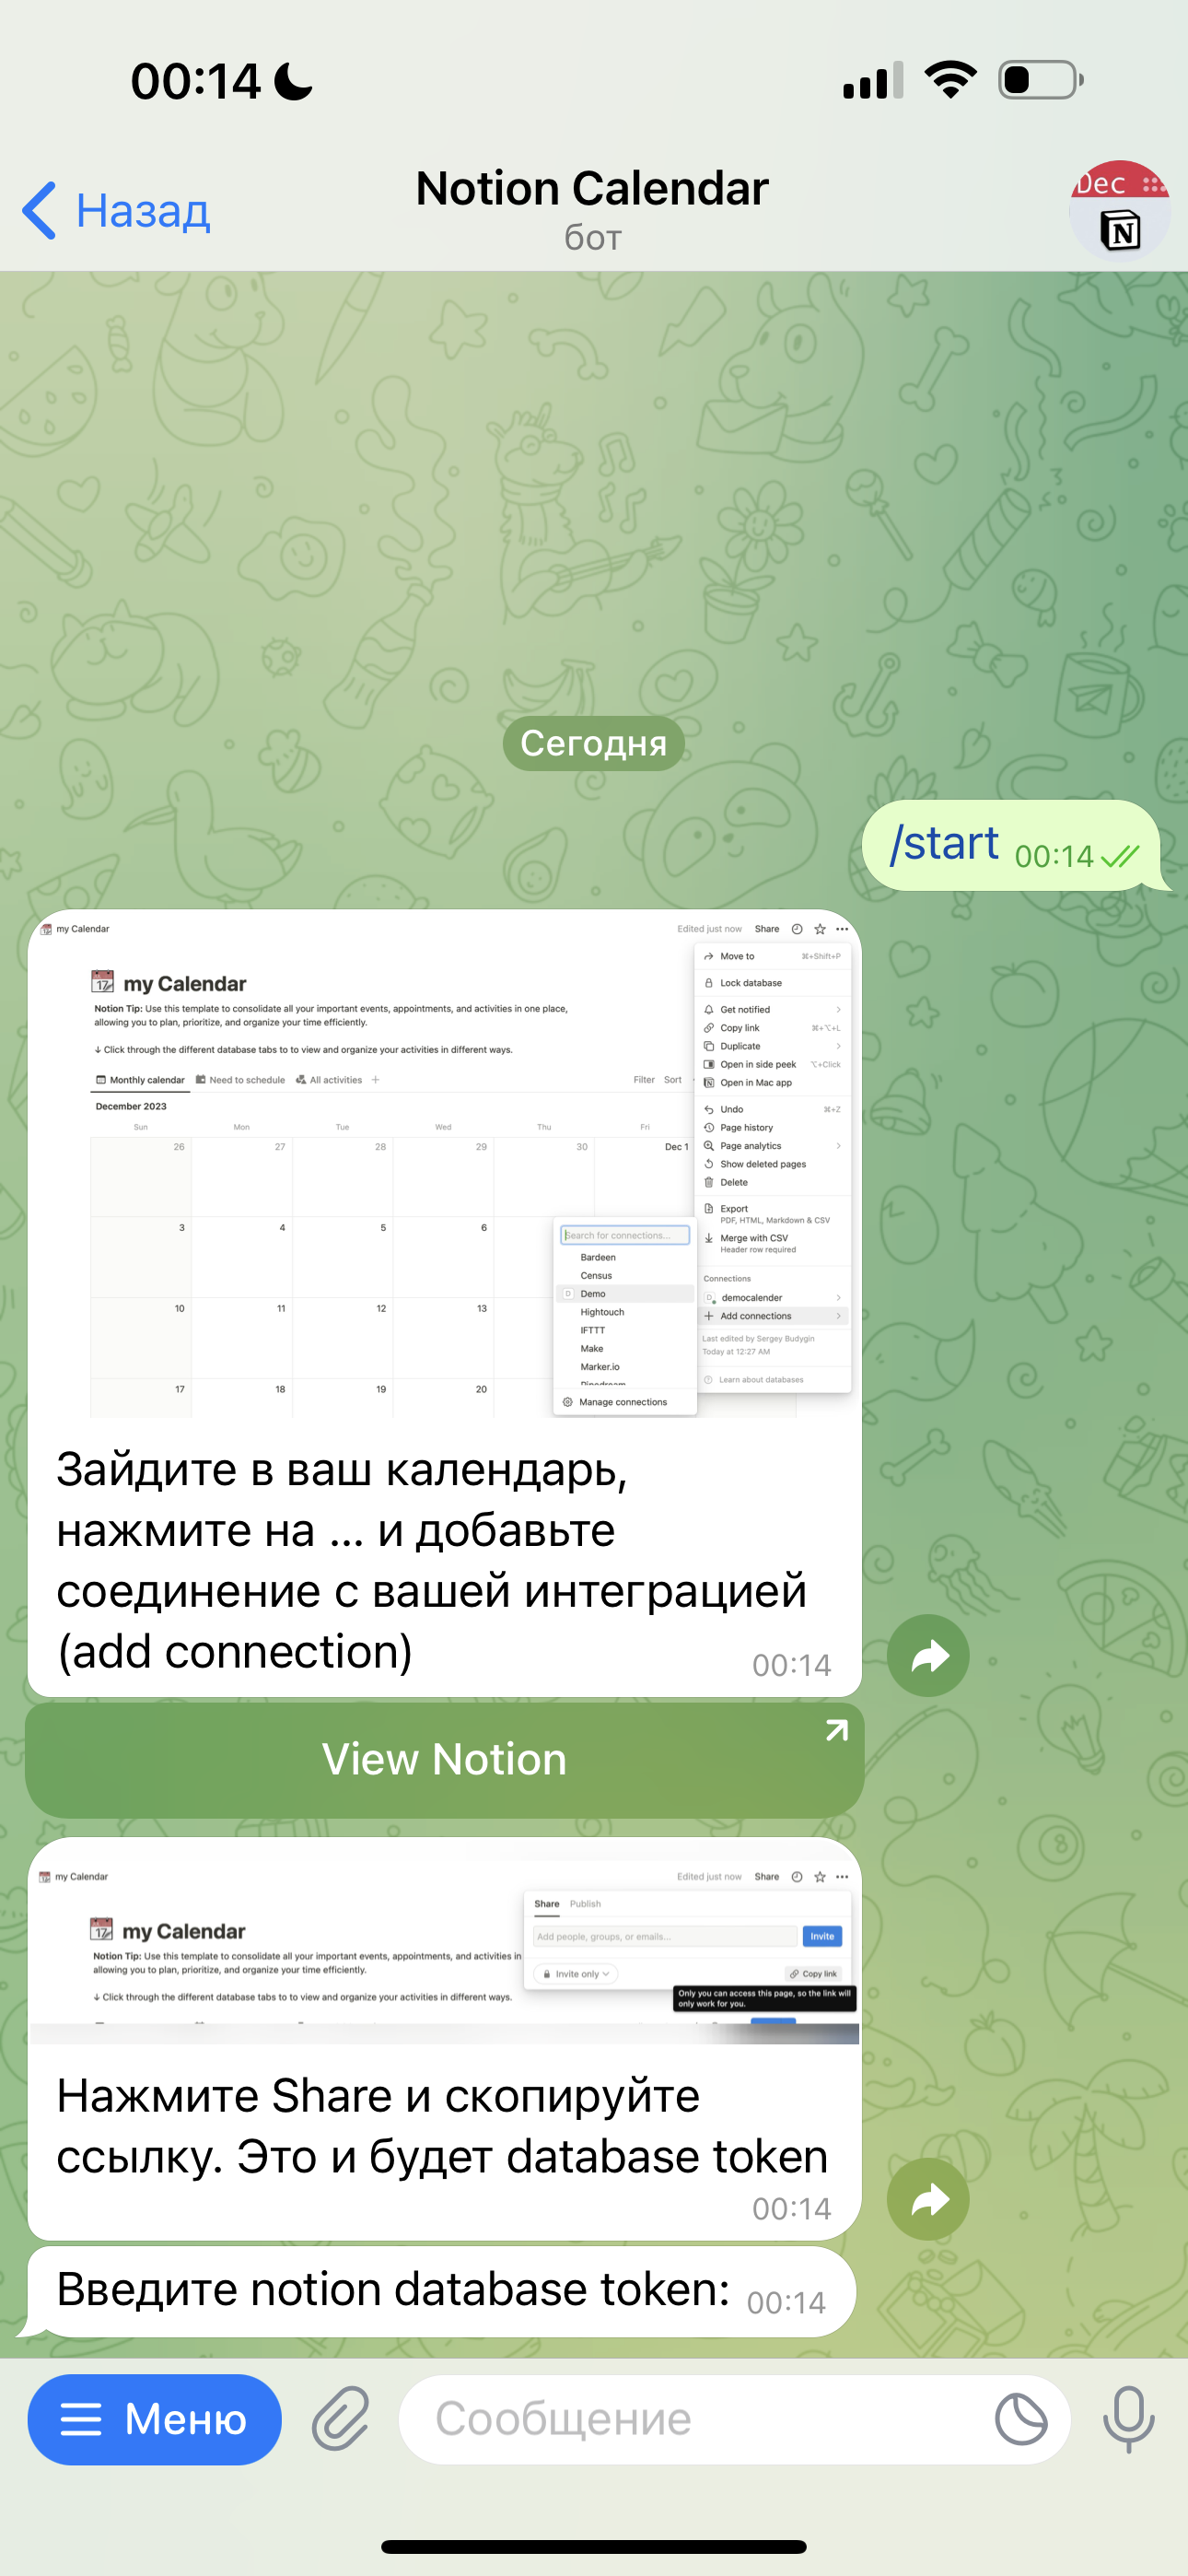 00:14
Назад
Notion Calendar
бот
Dec
N
Сегодня
/start 00:14
my Calendar
Edited just now Share
my Calendar
Notion Tip: Use this template to consolidate all your important events, appointments, and activities in one place,
allowing you to plan, prioritize, and organize your time efficiently.
↓ Click through the different database tabs to to view and organize your activities in different ways.
Monthly calendar Need to schedule All activities +
Filter Sort
December 2023
Sun Mon Tue Wed Thu Fri
26 27 28 29 30 Dec 1
3 4 5 6
10 11 12 13
17 18 19 20
Move to ⌘+Shift+P
Lock database
Get notified
Copy link ⌘+⌥+L
Duplicate
Open in side peek ⌥+Click
Open in Mac app
Undo ⌘+Z
Page history
Page analytics
Show deleted pages
Delete
Export
PDF, HTML, Markdown & CSV
Merge with CSV
Header row required
Connections
D democalender
+ Add connections
Last edited by Sergey Budygin
Today at 12:27 AM
Learn about databases
Search for connections...
Bardeen
Census
D Demo
Hightouch
IFTTT
Make
Marker.io
Pipedream
Manage connections
Зайдите в ваш календарь,
нажмите на ... и добавьте
соединение с вашей интеграцией
(add connection) 00:14
View Notion
my Calendar
Edited just now Share
my Calendar
Notion Tip: Use this template to consolidate all your important events, appointments, and activities in
allowing you to plan, prioritize, and organize your time efficiently.
↓ Click through the different database tabs to to view and organize your activities in different ways.
Share Publish
Add people, groups, or emails... Invite
Invite only Copy link
Only you can access this page, so the link will
only work for you.
Нажмите Share и скопируйте
ссылку. Это и будет database token
00:14
Введите notion database token: 00:14
Меню
Сообщение